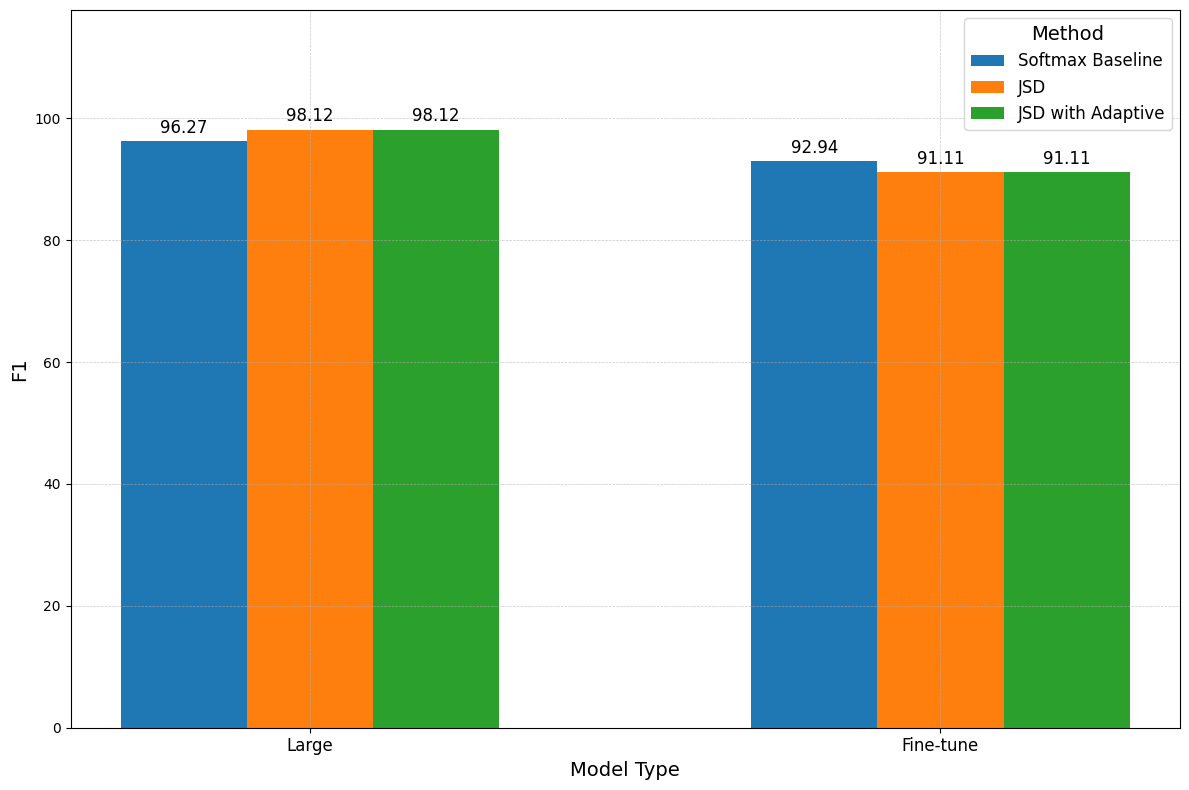 Method
Softmax Baseline
JSD
JSD with Adaptive
96.27
98.12
98.12
92.94
91.11
91.11
100
80
60
40
20
0
F1
Large
Fine-tune
Model Type